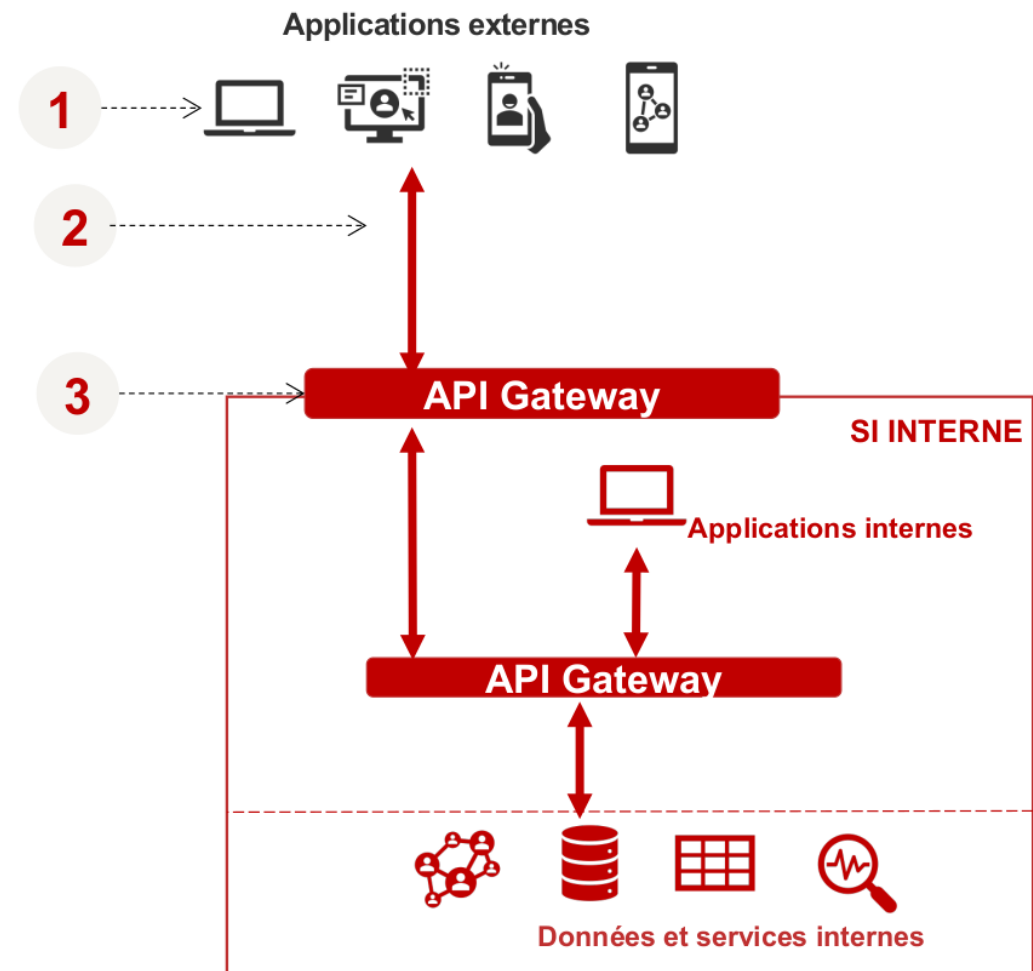 Applications externes
1
2
3
API Gateway
SI INTERNE
Applications internes
API Gateway
Données et services internes